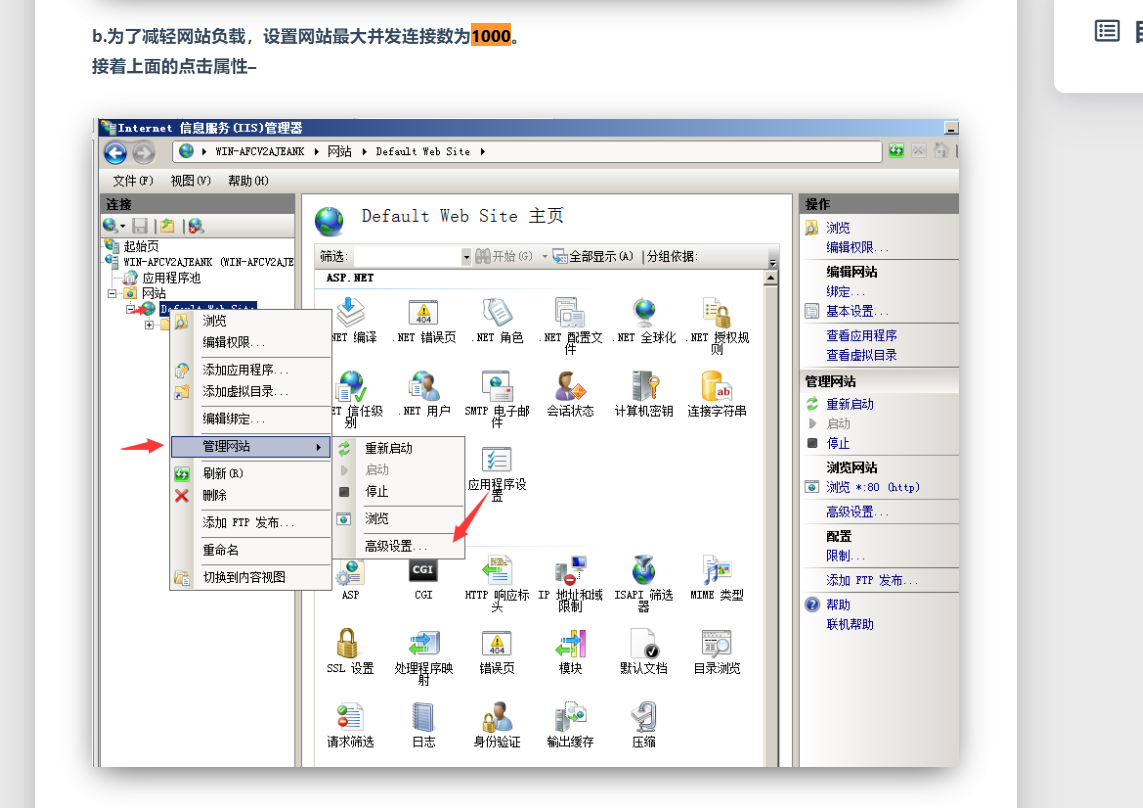 b.为了减轻网站负载，设置网站最大并发连接数为1000。
接着上面的点击属性–
Internet 信息服务(IIS)管理器
WIN-AFCV2AJEANK ▸ 网站 ▸ Default Web Site ▸
文件(F) 视图(V) 帮助(H)
连接
起始页
WIN-AFCV2AJEANK (WIN-AFCV2AJE
应用程序池
网站
Default Web Site
浏览
编辑权限...
添加应用程序...
添加虚拟目录...
编辑绑定...
管理网站
刷新(R)
删除
添加 FTP 发布...
重命名
切换到内容视图
重新启动
启动
停止
浏览
高级设置...
Default Web Site 主页
筛选: 开始(G) 全部显示(A) 分组依据:
ASP.NET
.NET 编译 .NET 错误页 .NET 角色 .NET 配置文件 .NET 全球化 .NET 授权规则
ET 信任级别 .NET 用户 SMTP 电子邮件 会话状态 计算机密钥 连接字符串
应用程序设置
ASP CGI HTTP 响应标头 IP 地址和域限制 ISAPI 筛选器 MIME 类型
SSL 设置 处理程序映射 错误页 模块 默认文档 目录浏览
请求筛选 日志 身份验证 输出缓存 压缩
操作
浏览
编辑权限...
编辑网站
绑定...
基本设置...
查看应用程序
查看虚拟目录
管理网站
重新启动
启动
停止
浏览网站
浏览 *:80 (http)
高级设置...
配置
限制...
添加 FTP 发布...
帮助
联机帮助